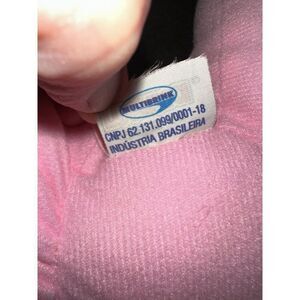 MULTIBRINK
CNPJ 62.131.099/0001-18
INDÚSTRIA BRASILEIRA